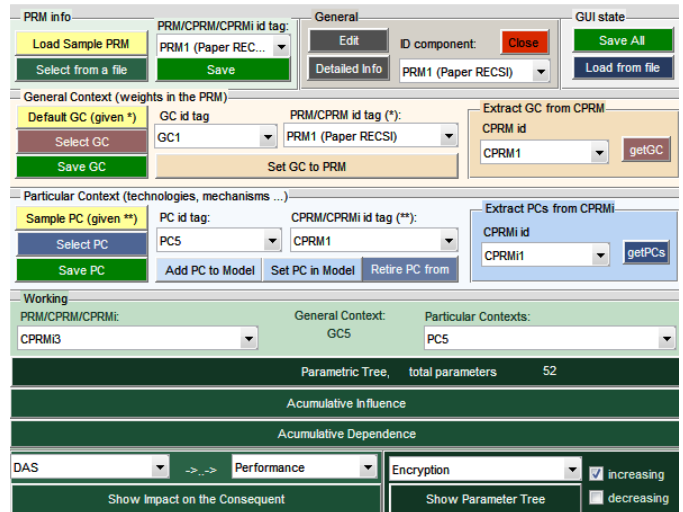 PRM info
PRM/CPRM/CPRMi id tag:
General
GUI state
Load Sample PRM
PRM1 (Paper REC...
Edit
ID component:
Close
Save All
Select from a file
Save
Detailed Info
PRM1 (Paper RECSI)
Load from file
General Context (weights in the PRM)
Default GC (given *)
GC id tag
PRM/CPRM id tag (*):
Extract GC from CPRM
CPRM id
Select GC
GC1
PRM1 (Paper RECSI)
CPRM1
getGC
Save GC
Set GC to PRM
Particular Context (technologies, mechanisms ...)
Sample PC (given **)
PC id tag:
CPRM/CPRMi id tag (**):
Extract PCs from CPRMi
CPRMi id
Select PC
PC5
CPRM1
CPRMi1
getPCs
Save PC
Add PC to Model
Set PC in Model
Retire PC from
Working
PRM/CPRM/CPRMi:
General Context:
Particular Contexts:
CPRMi3
GC5
PC5
Parametric Tree, total parameters 52
Acumulative Influence
Acumulative Dependence
DAS
->..->
Performance
Encryption
increasing
Show Impact on the Consequent
Show Parameter Tree
decreasing